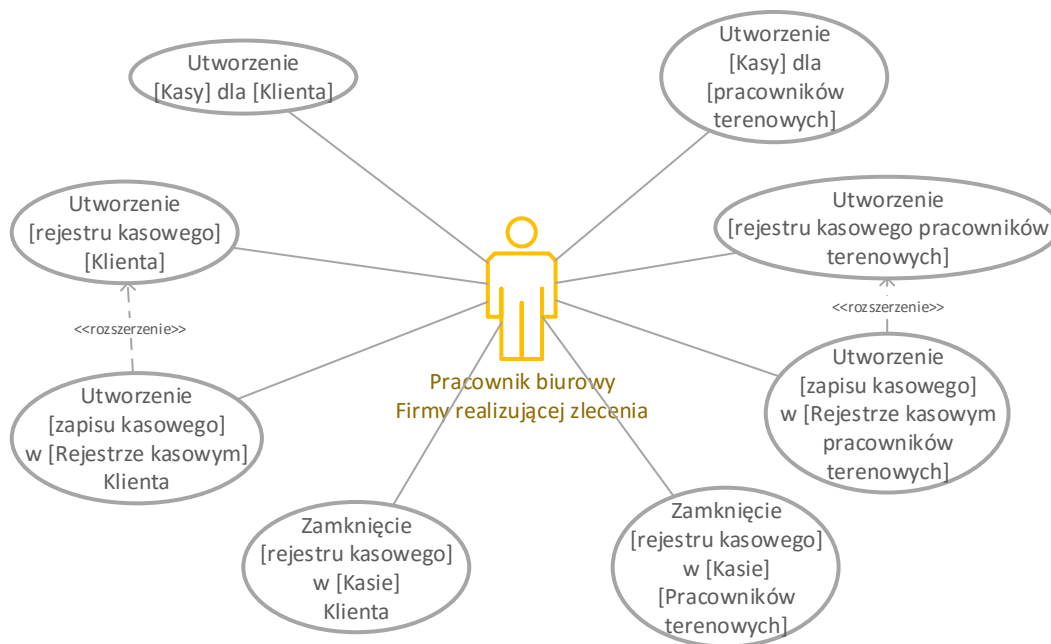 Utworzenie
[Kasy] dla [Klienta]
Utworzenie
[Kasy] dla
[pracowników
terenowych]
Utworzenie
[rejestru kasowego]
[Klienta]
Utworzenie
[rejestru kasowego pracowników
terenowych]
<<rozszerzenie>>
<<rozszerzenie>>
Pracownik biurowy
Firmy realizującej zlecenia
Utworzenie
[zapisu kasowego]
w [Rejestrze kasowym]
Klienta
Utworzenie
[zapisu kasowego]
w [Rejestrze kasowym
pracowników
terenowych]
Zamknięcie
[rejestru kasowego]
w [Kasie]
Klienta
Zamknięcie
[rejestru kasowego]
w [Kasie]
[Pracowników
terenowych]